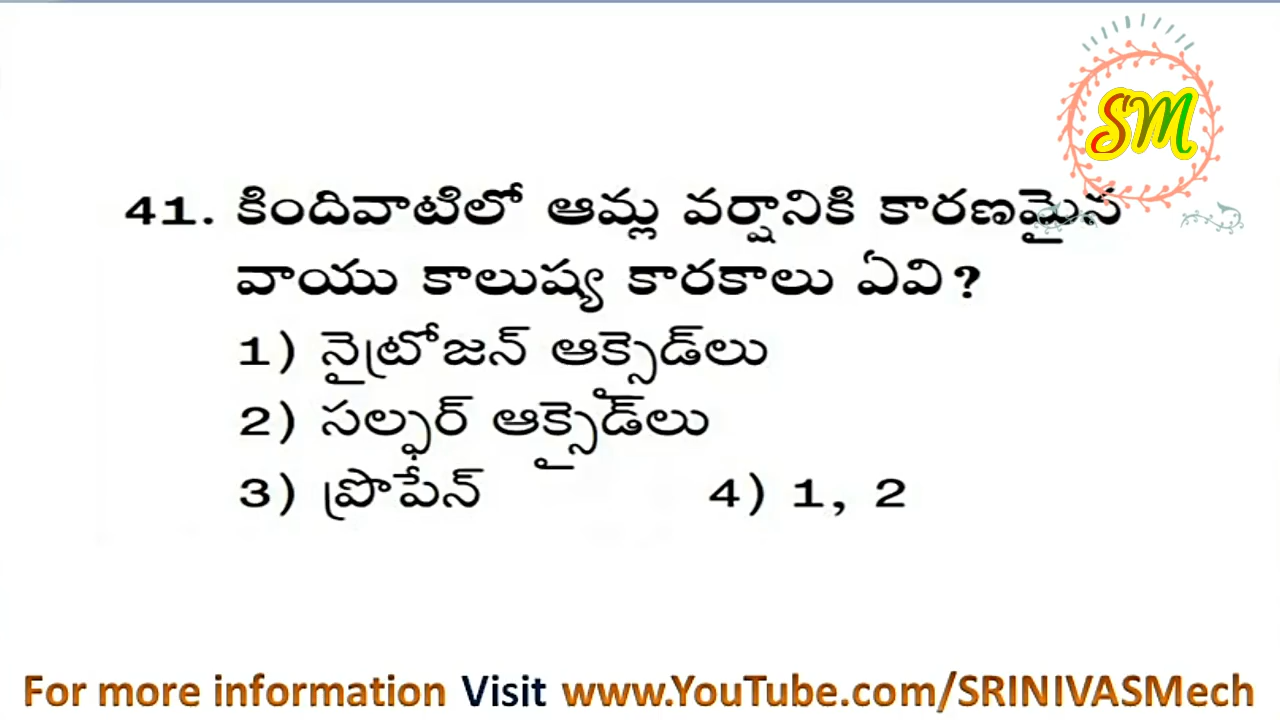 SM
41. కిందివాటిలో ఆమ్ల వర్షానికి కారణమైన
వాయు కాలుష్య కారకాలు ఏవి?
1) నైట్రోజన్ ఆక్సైడ్‌లు
2) సల్ఫర్ ఆక్సైడ్‌లు
3) ప్రొపేన్ 4) 1, 2
For more information Visit www.YouTube.com/SRINIVASMech